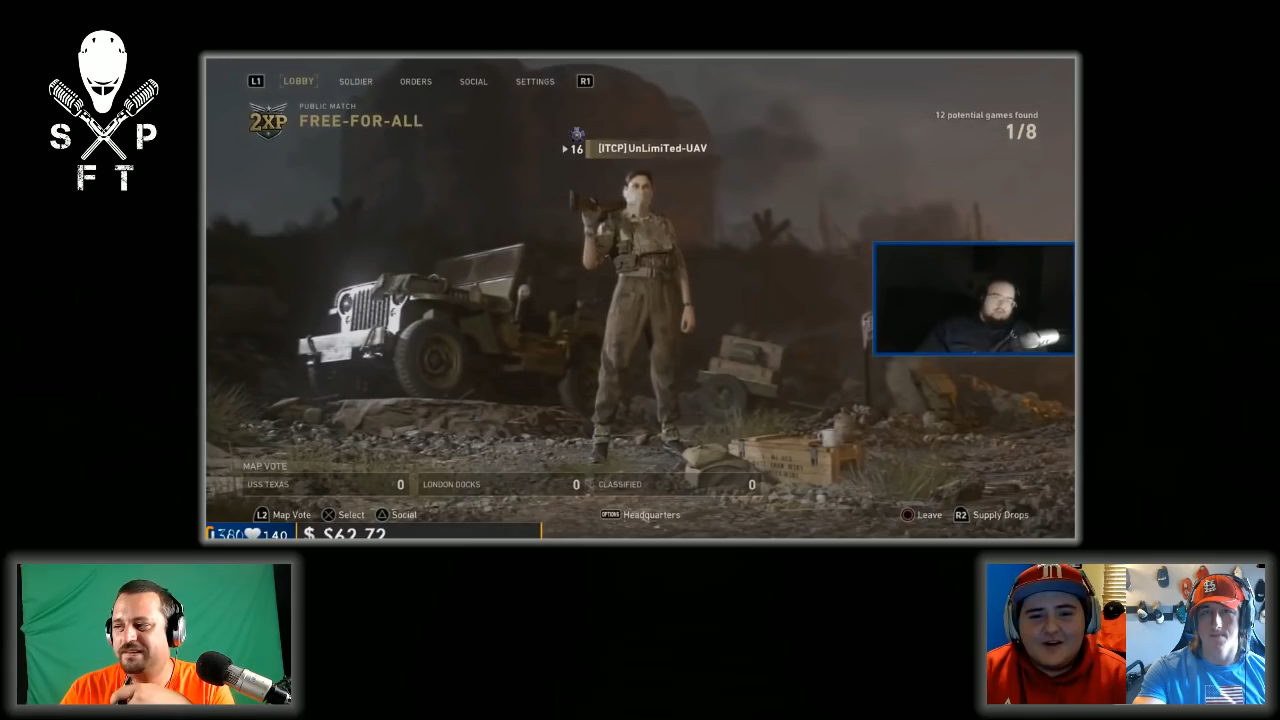 S P
F T
L1 LOBBY SOLDIER ORDERS SOCIAL SETTINGS R1
2XP
PUBLIC MATCH
FREE-FOR-ALL
12 potential games found
1/8
16 [ITCP]UnLimiTed-UAV
MAP VOTE
USS TEXAS 0 LONDON DOCKS 0 CLASSIFIED 0
L2 Map Vote Select Social OPTIONS Headquarters Leave R2 Supply Drops
140 $ $62.72